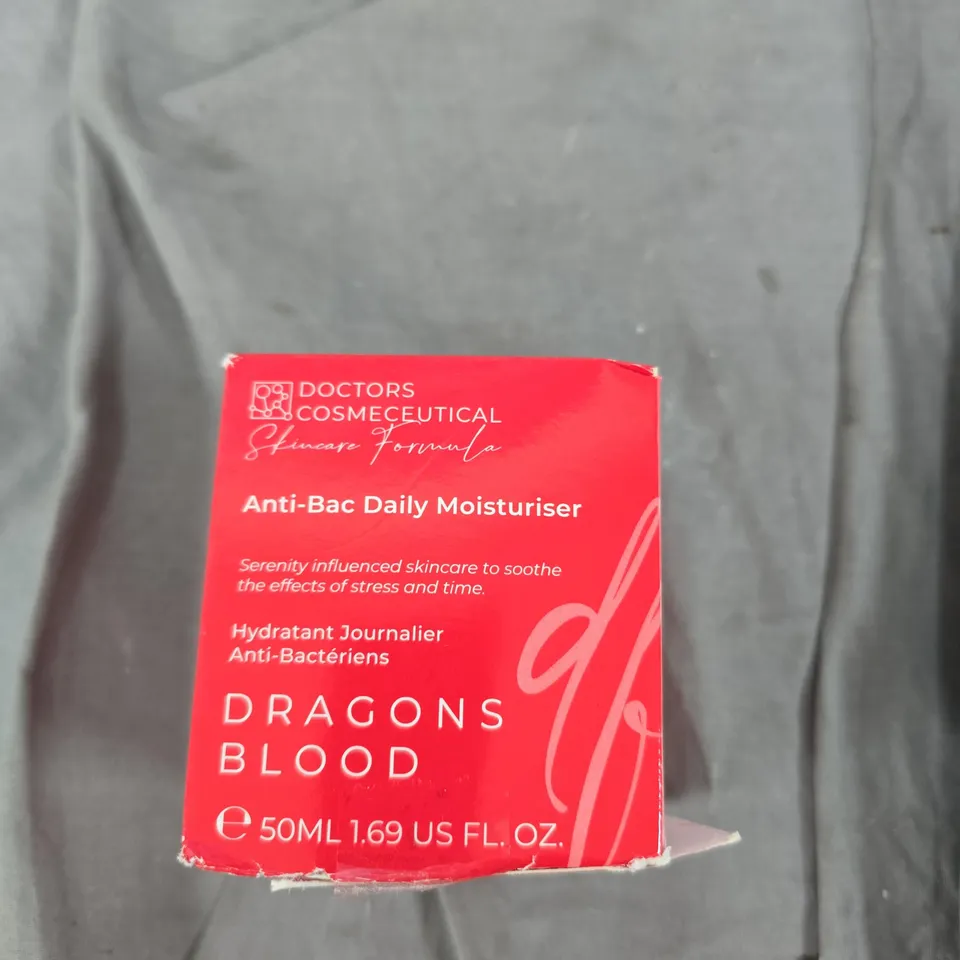 DOCTORS
COSMECEUTICAL
Skincare Formula
Anti-Bac Daily Moisturiser
Serenity influenced skincare to soothe
the effects of stress and time.
Hydratant Journalier
Anti-Bactériens
df
DRAGONS
BLOOD
℮ 50ML 1.69 US FL. OZ.